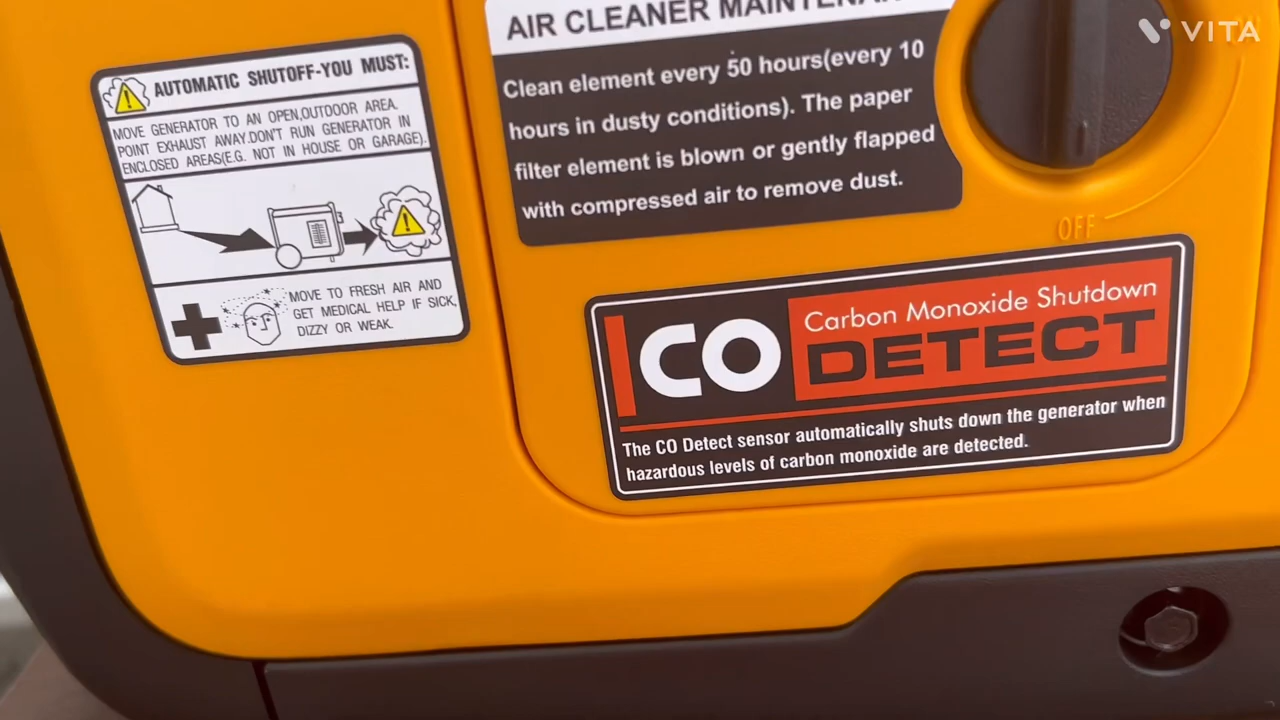 AUTOMATIC SHUTOFF-YOU MUST:
MOVE GENERATOR TO AN OPEN,OUTDOOR AREA,
POINT EXHAUST AWAY.DON'T RUN GENERATOR IN
ENCLOSED AREAS(E.G. NOT IN HOUSE OR GARAGE).
MOVE TO FRESH AIR AND
GET MEDICAL HELP IF SICK,
DIZZY OR WEAK.
AIR CLEANER
Clean element every 50 hours(every 10
hours in dusty conditions). The paper
filter element is blown or gently flapped
with compressed air to remove dust.
OFF
CO
Carbon Monoxide Shutdown
DETECT
The CO Detect sensor automatically shuts down the generator when
hazardous levels of carbon monoxide are detected.
VITA